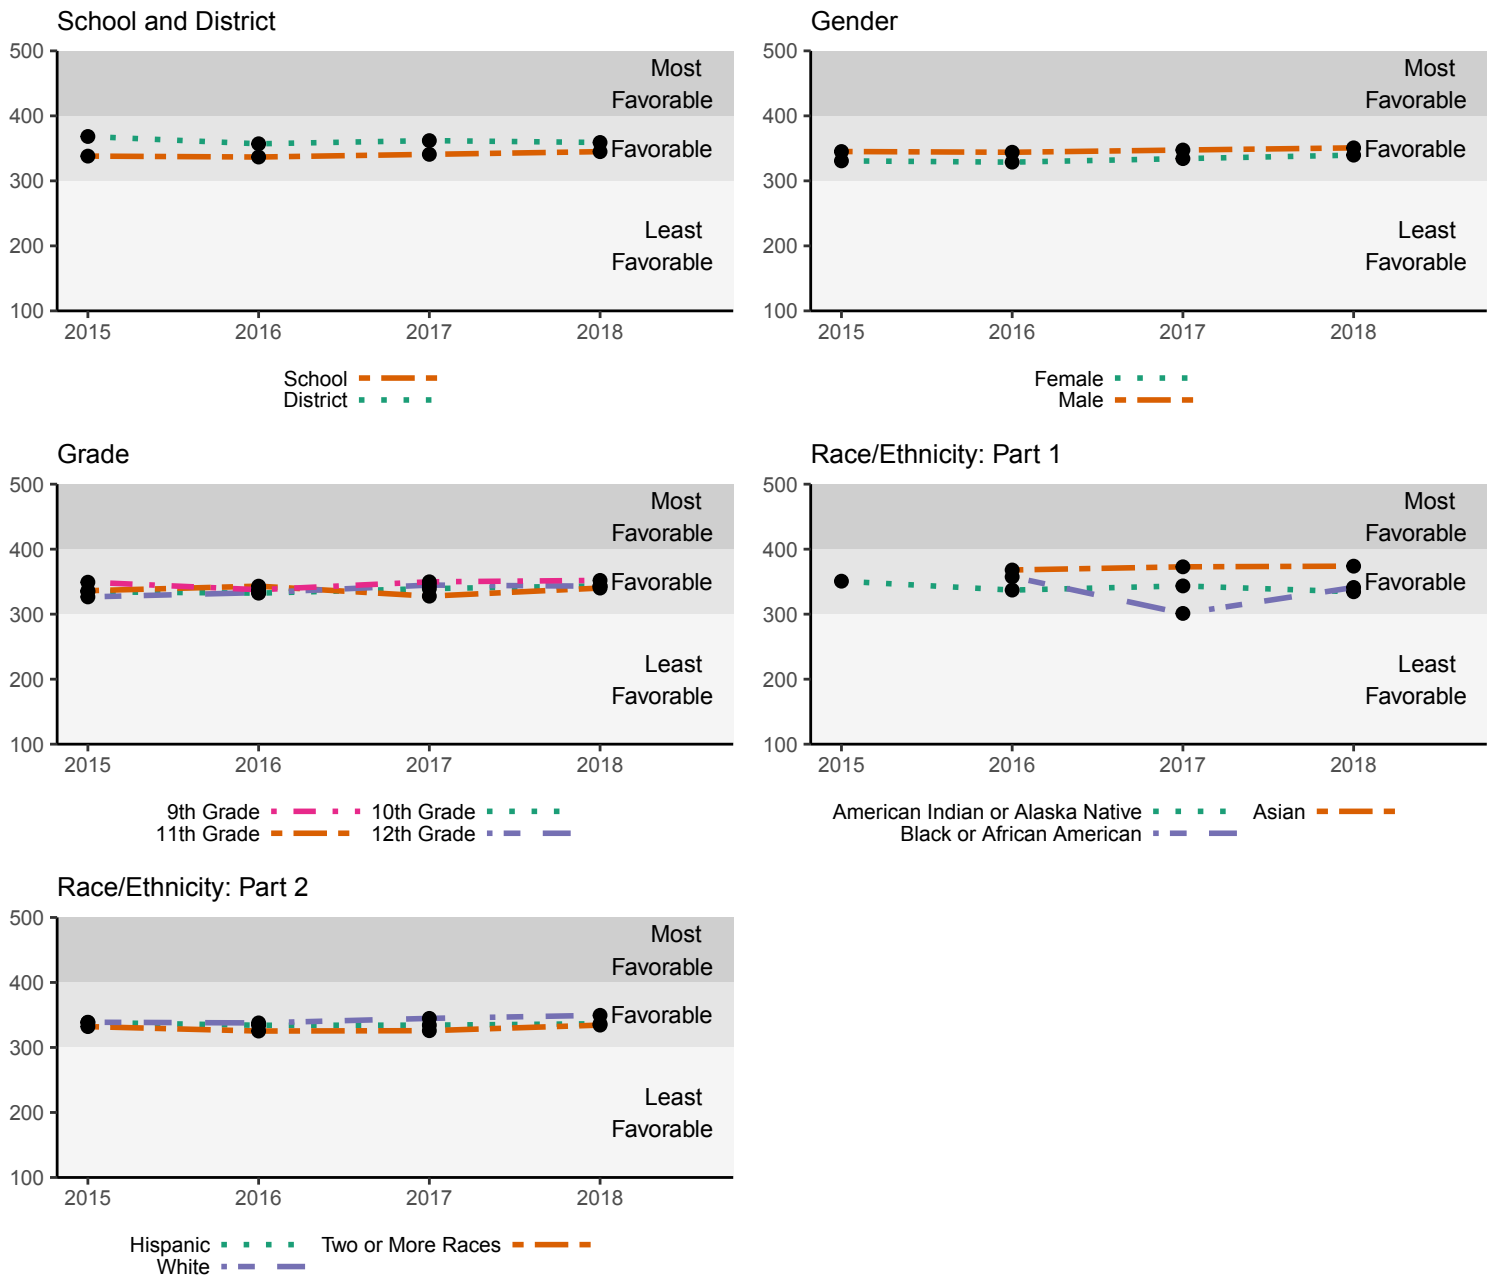 School and District
500
400
300
200
100
Most
Favorable
Favorable
Least
Favorable
2015 2016 2017 2018
School
District
Gender
500
400
300
200
100
Most
Favorable
Favorable
Least
Favorable
2015 2016 2017 2018
Female
Male
Grade
500
400
300
200
100
Most
Favorable
Favorable
Least
Favorable
2015 2016 2017 2018
9th Grade 10th Grade
11th Grade 12th Grade
Race/Ethnicity: Part 1
500
400
300
200
100
Most
Favorable
Favorable
Least
Favorable
2015 2016 2017 2018
American Indian or Alaska Native Asian
Black or African American
Race/Ethnicity: Part 2
500
400
300
200
100
Most
Favorable
Favorable
Least
Favorable
2015 2016 2017 2018
Hispanic Two or More Races
White